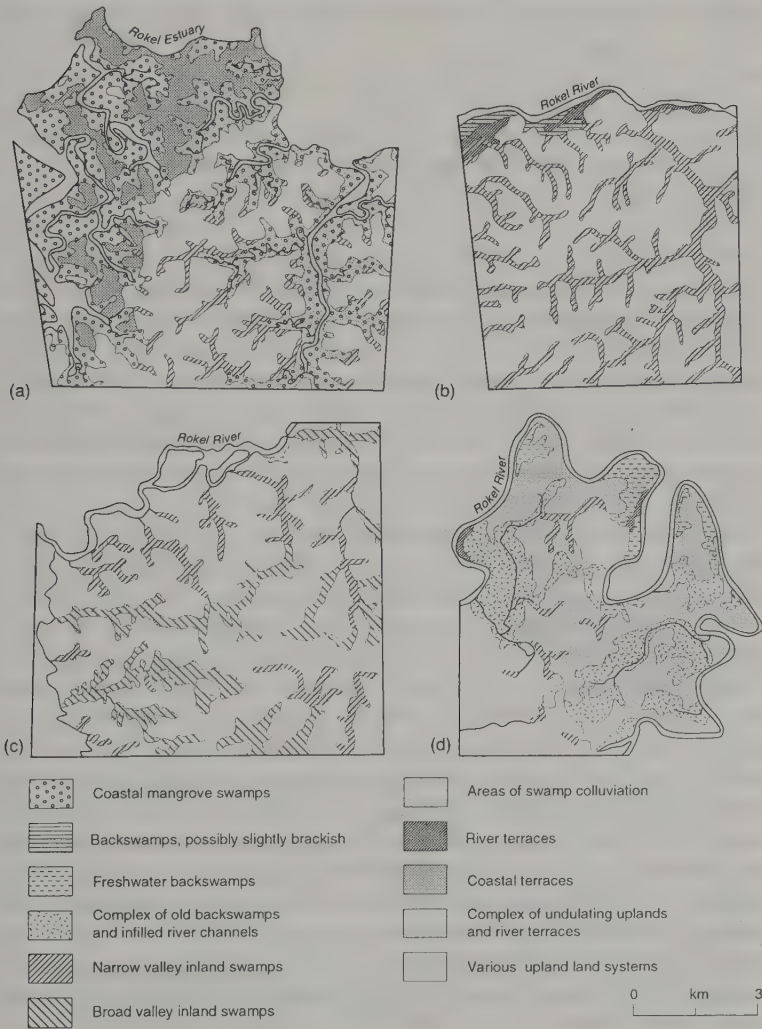 Rokel Estuary
Rokel River
(a)
(b)
Rokel River
Rokel River
(c)
(d)
Coastal mangrove swamps
Backswamps, possibly slightly brackish
Freshwater backswamps
Complex of old backswamps
and infilled river channels
Narrow valley inland swamps
Broad valley inland swamps
Areas of swamp colluviation
River terraces
Coastal terraces
Complex of undulating uplands
and river terraces
Various upland land systems
0 km 3